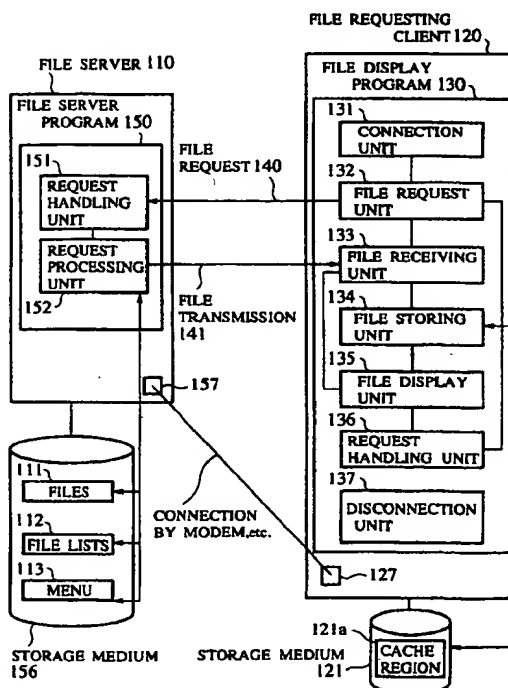 FILE REQUESTING
CLIENT 120
FILE SERVER 110
FILE DISPLAY
PROGRAM 130
FILE SERVER
PROGRAM 150
151
REQUEST
HANDLING
UNIT
REQUEST
PROCESSING
UNIT
152
FILE
REQUEST 140
FILE
TRANSMISSION
141
131
CONNECTION
UNIT
132
FILE REQUEST
UNIT
133
FILE RECEIVING
UNIT
134
FILE STORING
UNIT
135
FILE DISPLAY
UNIT
136
REQUEST
HANDLING UNIT
137
DISCONNECTION
UNIT
157
127
CONNECTION
BY MODEM,etc.
111
FILES
112
FILE LISTS
113
MENU
STORAGE MEDIUM
156
STORAGE MEDIUM
121
121a
CACHE
REGION